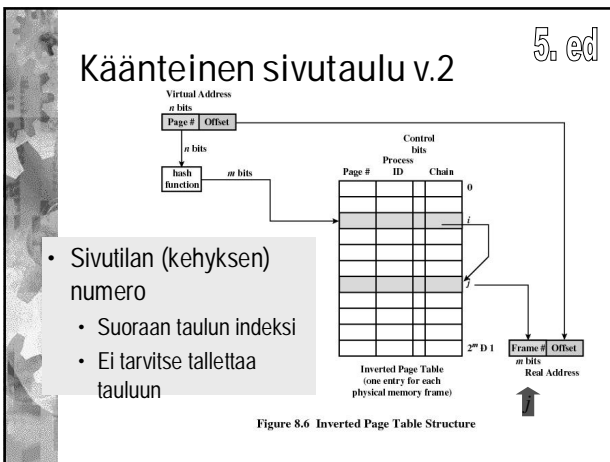 Käänteinen sivutaulu v.2
5. ed
Virtual Address
n bits
Page # Offset
n bits
hash
function
m bits
Control
bits
Process
Page # ID Chain
0
i
j
2^m D 1
Inverted Page Table
(one entry for each
physical memory frame)
Frame # Offset
m bits
Real Address
j
• Sivutilan (kehyksen)
numero
• Suoraan taulun indeksi
• Ei tarvitse tallettaa
tauluun
Figure 8.6 Inverted Page Table Structure